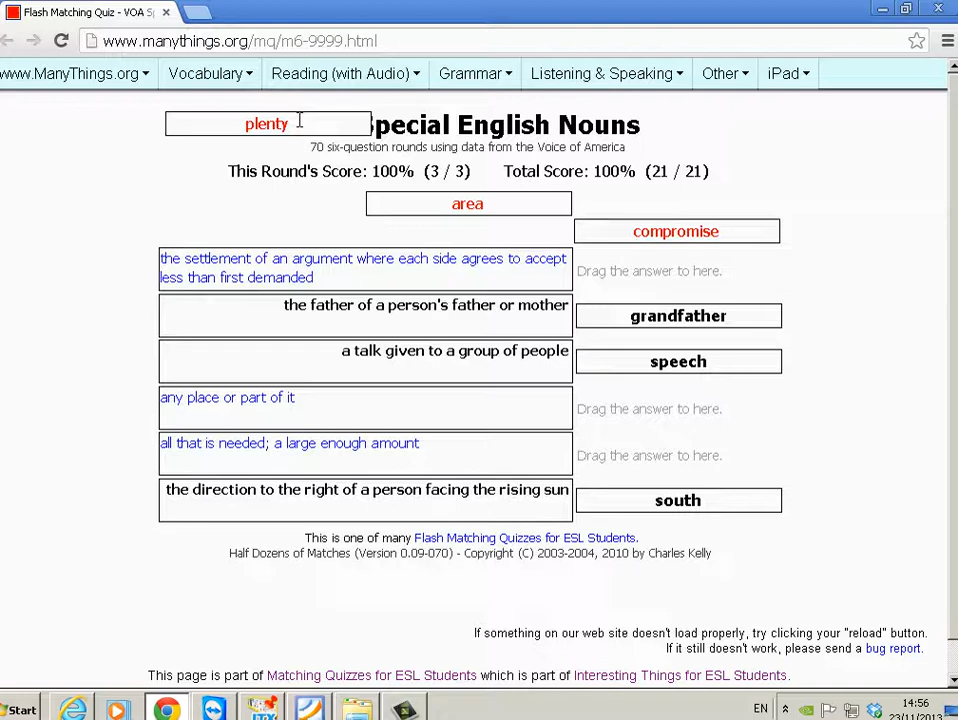 Flash Matching Quiz - VOA S
www.manythings.org/mq/m6-9999.html
www.ManyThings.org Vocabulary Reading (with Audio) Grammar Listening & Speaking Other iPad
plenty
Special English Nouns
70 six-question rounds using data from the Voice of America
This Round's Score: 100% (3 / 3) Total Score: 100% (21 / 21)
area
compromise
the settlement of an argument where each side agrees to accept
less than first demanded
Drag the answer to here.
the father of a person's father or mother
grandfather
a talk given to a group of people
speech
any place or part of it
Drag the answer to here.
all that is needed; a large enough amount
Drag the answer to here.
the direction to the right of a person facing the rising sun
south
This is one of many Flash Matching Quizzes for ESL Students.
Half Dozens of Matches (Version 0.09-070) - Copyright (C) 2003-2004, 2010 by Charles Kelly
If something on our web site doesn't load properly, try clicking your "reload" button.
If it still doesn't work, please send a bug report.
This page is part of Matching Quizzes for ESL Students which is part of Interesting Things for ESL Students.
Start
EN
14:56
23/11/2013